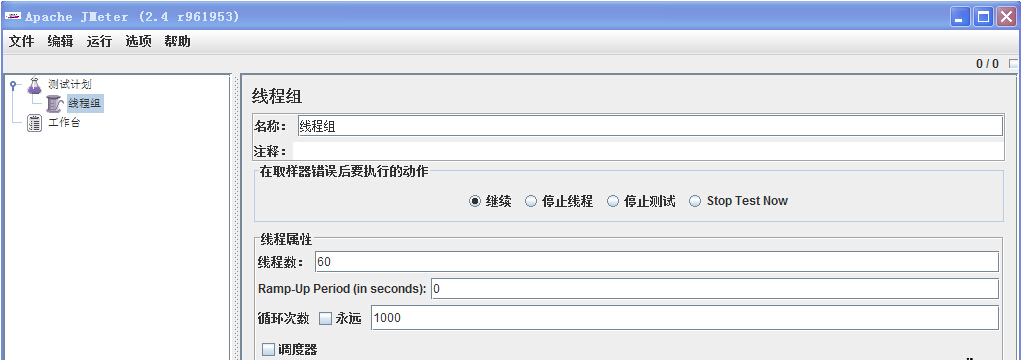 Apache JMeter (2.4 r961953)
文件 编辑 运行 选项 帮助
0 / 0
测试计划
线程组
工作台
线程组
名称： 线程组
注释：
在取样器错误后要执行的动作
继续 停止线程 停止测试 Stop Test Now
线程属性
线程数： 60
Ramp-Up Period (in seconds): 0
循环次数 永远 1000
调度器